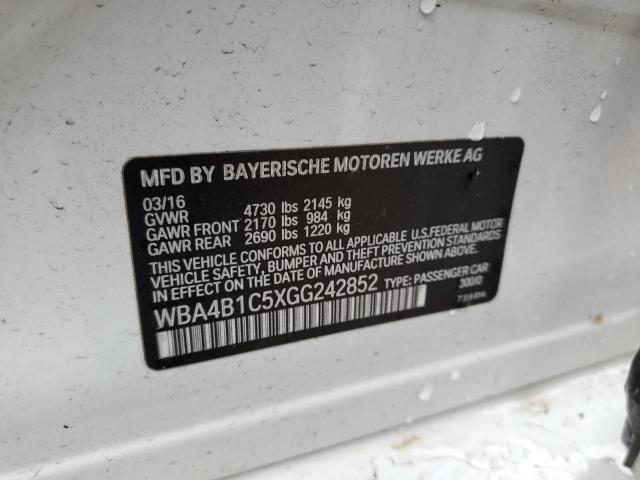 MFD BY BAYERISCHE MOTOREN WERKE AG
03/16
GVWR 4730 lbs 2145 kg
GAWR FRONT 2170 lbs 984 kg
GAWR REAR 2690 lbs 1220 kg
THIS VEHICLE CONFORMS TO ALL APPLICABLE U.S.FEDERAL MOTOR
VEHICLE SAFETY, BUMPER AND THEFT PREVENTION STANDARDS
IN EFFECT ON THE DATE OF MANUFACTURE SHOWN ABOVE.
WBA4B1C5XGG242852 TYPE: PASSENGER CAR
300/0